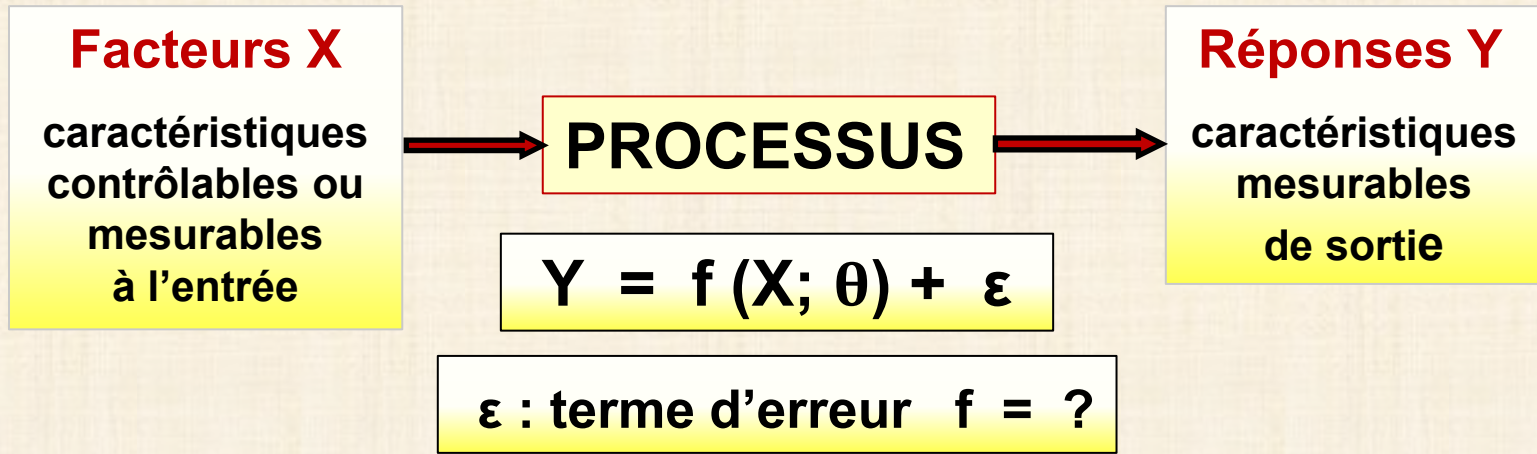 Facteurs X
caractéristiques
contrôlables ou
mesurables
à l’entrée
PROCESSUS
Y = f (X; θ) + ε
ε : terme d’erreur f = ?
Réponses Y
caractéristiques
mesurables
de sortie